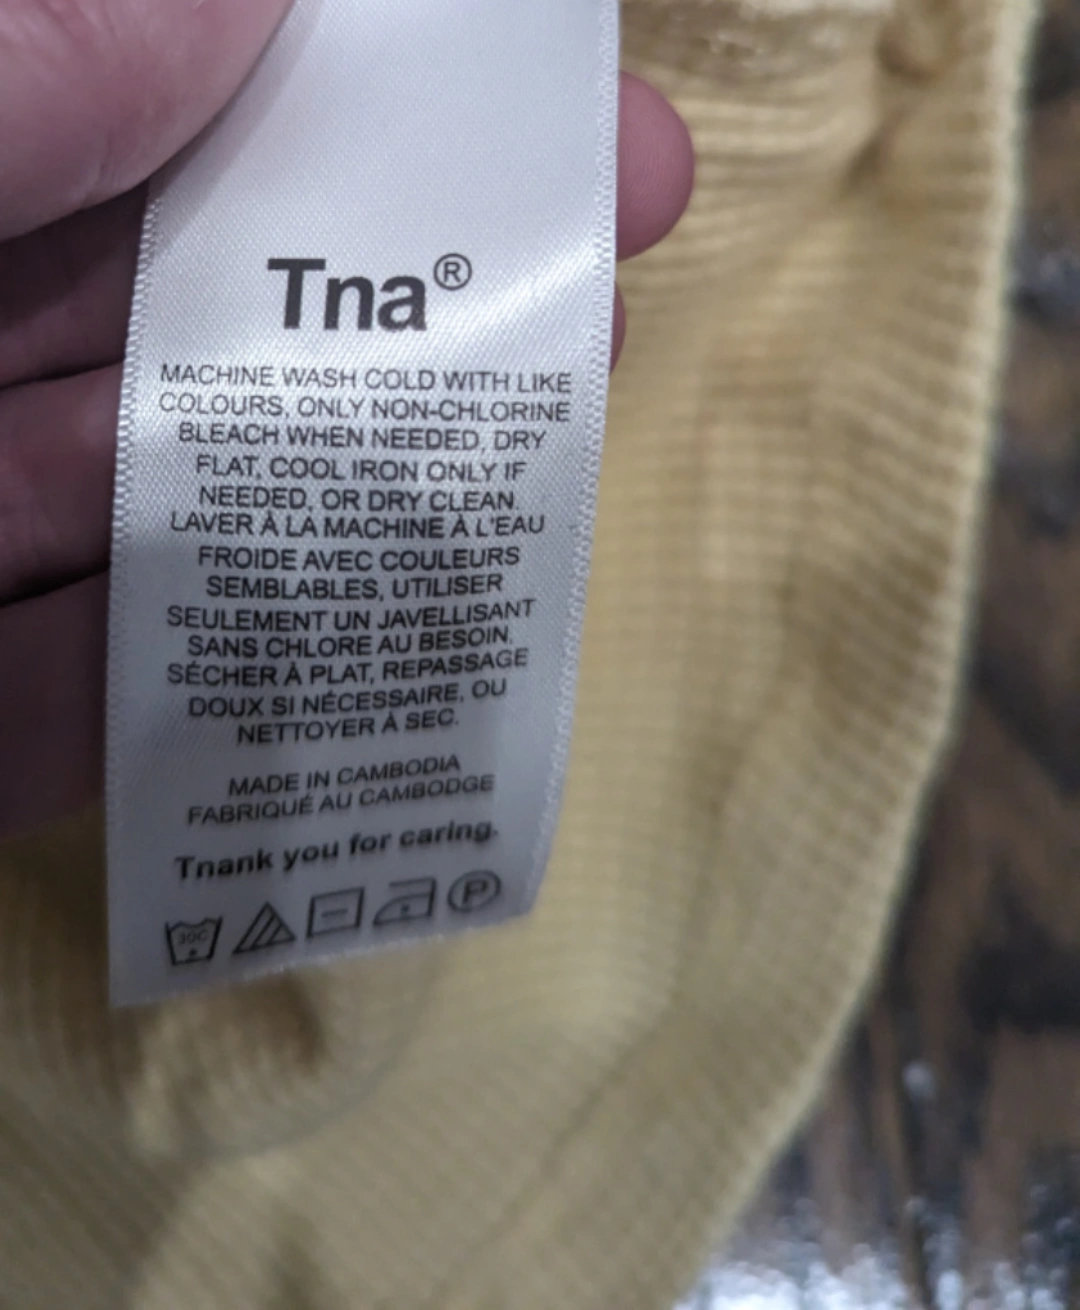 Tna®
MACHINE WASH COLD WITH LIKE
COLOURS, ONLY NON-CHLORINE
BLEACH WHEN NEEDED, DRY
FLAT, COOL IRON ONLY IF
NEEDED, OR DRY CLEAN.
LAVER À LA MACHINE À L'EAU
FROIDE AVEC COULEURS
SEMBLABLES, UTILISER
SEULEMENT UN JAVELLISANT
SANS CHLORE AU BESOIN.
SÉCHER À PLAT, REPASSAGE
DOUX SI NÉCESSAIRE, OU
NETTOYER À SEC.
MADE IN CAMBODIA
FABRIQUÉ AU CAMBODGE
Tnank you for caring.
30C P